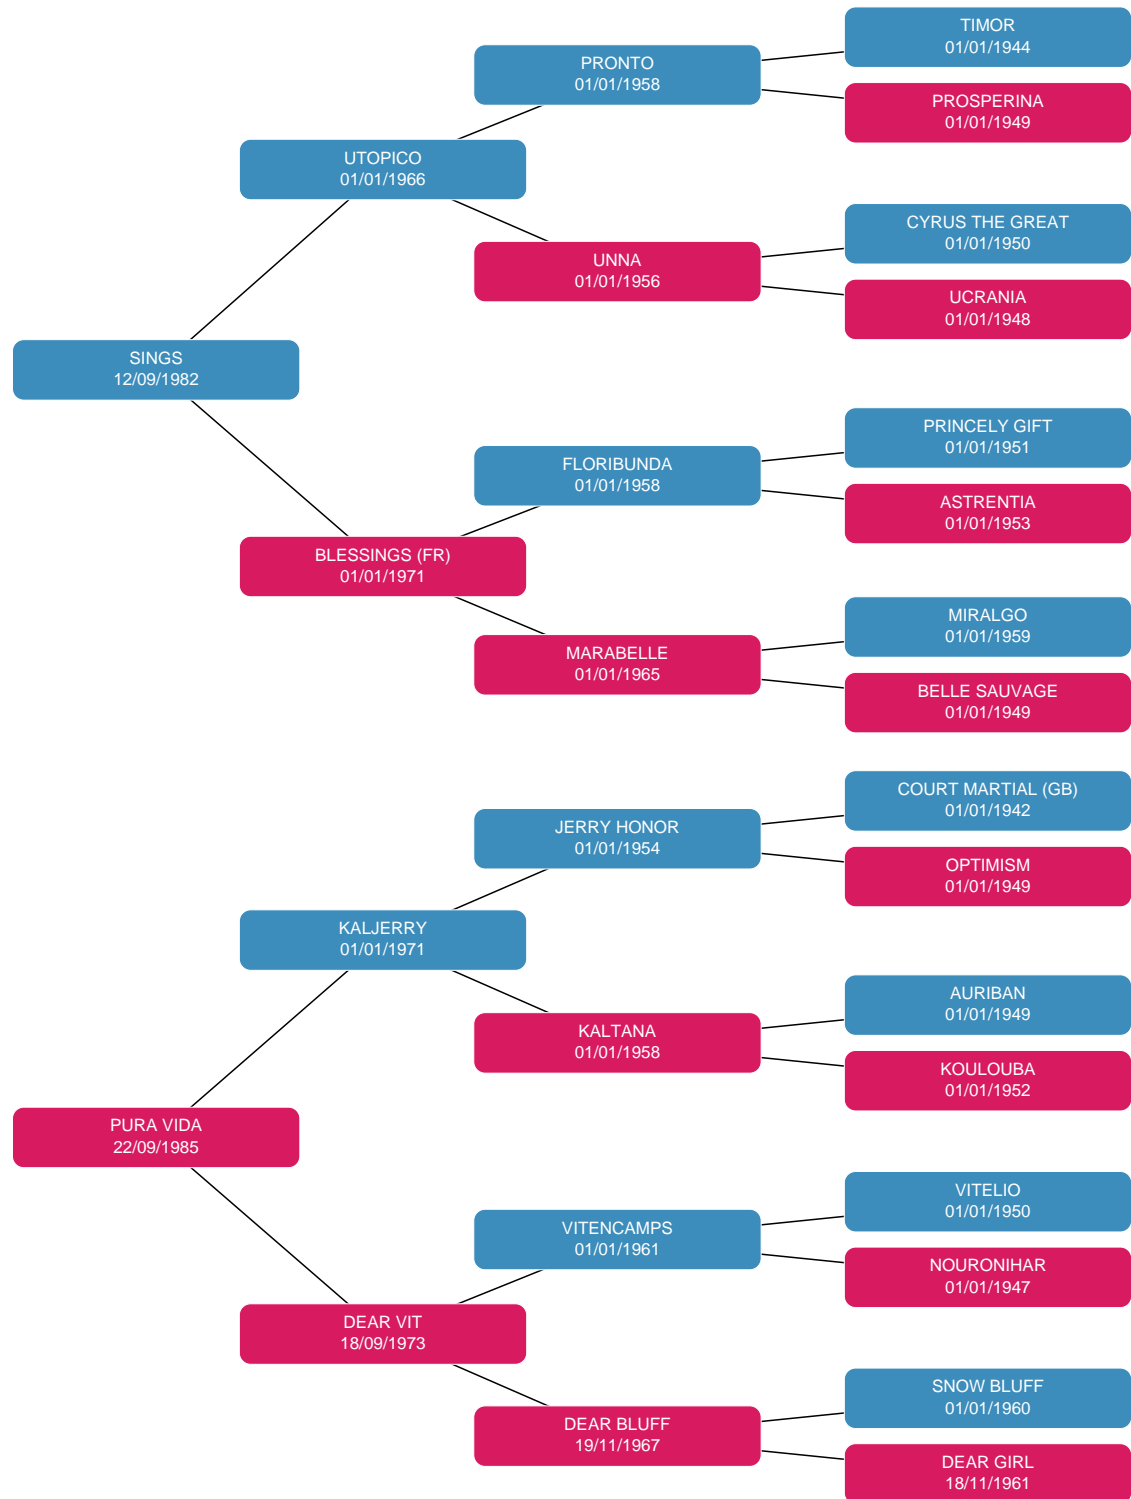 TIMOR
01/01/1944
PRONTO
01/01/1958
PROSPERINA
01/01/1949
UTOPICO
01/01/1966
CYRUS THE GREAT
01/01/1950
UNNA
01/01/1956
UCRANIA
01/01/1948
SINGS
12/09/1982
PRINCELY GIFT
01/01/1951
FLORIBUNDA
01/01/1958
ASTRENTIA
01/01/1953
BLESSINGS (FR)
01/01/1971
MIRALGO
01/01/1959
MARABELLE
01/01/1965
BELLE SAUVAGE
01/01/1949
COURT MARTIAL (GB)
01/01/1942
JERRY HONOR
01/01/1954
OPTIMISM
01/01/1949
KALJERRY
01/01/1971
AURIBAN
01/01/1949
KALTANA
01/01/1958
KOULOUBA
01/01/1952
PURA VIDA
22/09/1985
VITELIO
01/01/1950
VITENCAMPS
01/01/1961
NOURONIHAR
01/01/1947
DEAR VIT
18/09/1973
SNOW BLUFF
01/01/1960
DEAR BLUFF
19/11/1967
DEAR GIRL
18/11/1961